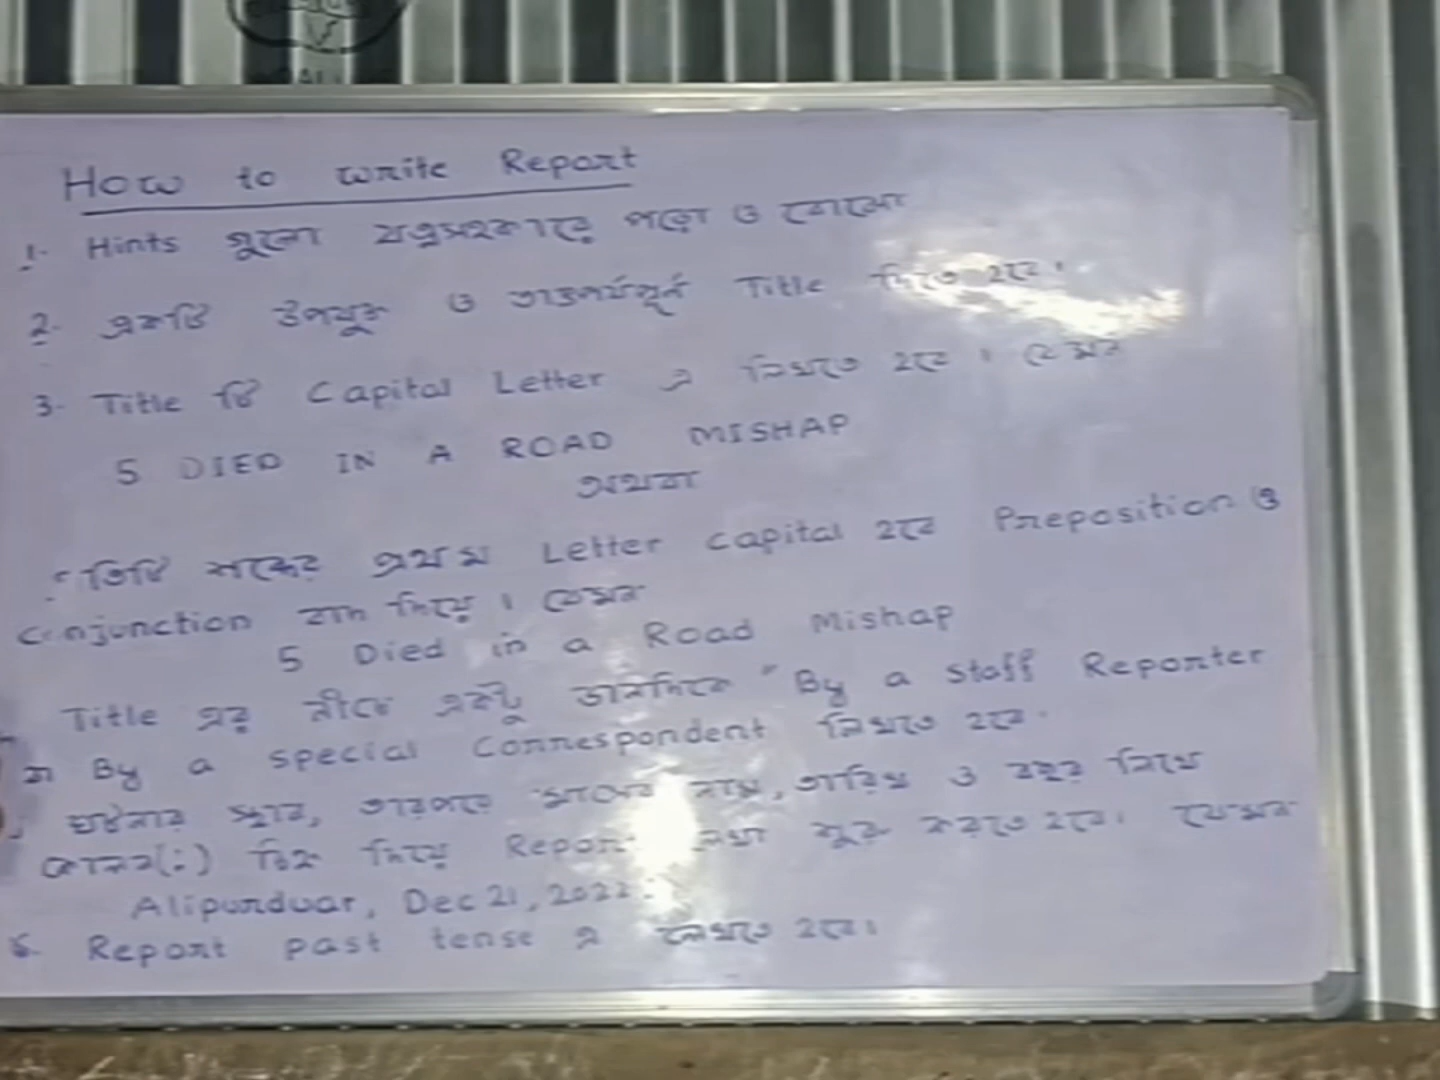 How to write Report
1. Hints গুলো যত্নসহকারে পড়ো ও বোঝো
2. একটি উপযুক্ত ও তাৎপর্যপূর্ন Title দিতে হবে।
3. Title টি Capital Letter এ লিখতে হবে । যেমন
5 DIED IN A ROAD MISHAP
অথবা
প্রতিটি শব্দের প্রথম Letter capital হবে Preposition ও
Conjunction বাদ দিয়ে । যেমন
5 Died in a Road Mishap
Title এর নীচে একটু ডানদিকে "By a staff Reporter
বা By a special Correspondent লিখতে হবে.
ঘটনার স্থান, তারপরে মাসের নাম, তারিখ ও বছর লিখে
কোলন(:) চিহ্ন দিয়ে Report লেখা শুরু করতে হবে। যেমন
Alipurduar, Dec 21, 2022:
6. Report past tense এ লিখতে হবে।